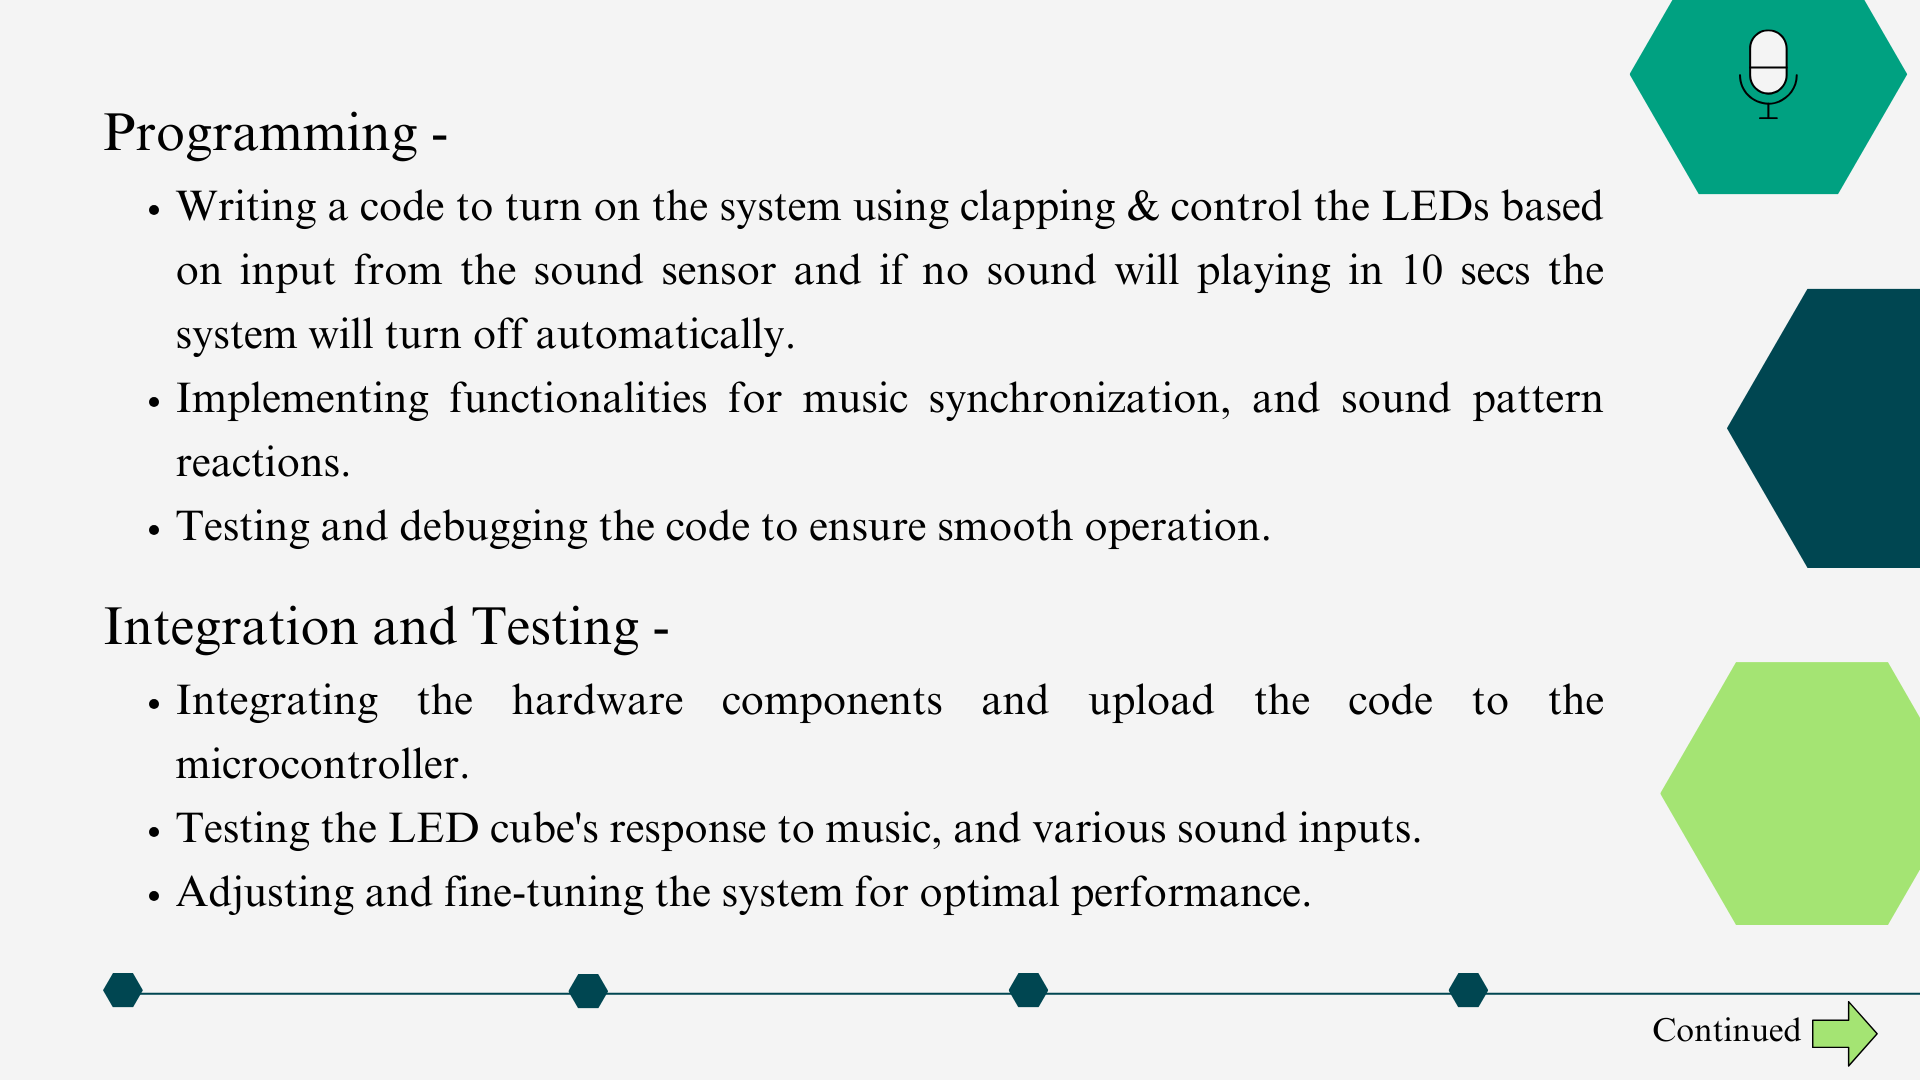 Programming -
• Writing a code to turn on the system using clapping & control the LEDs based
on input from the sound sensor and if no sound will playing in 10 secs the
system will turn off automatically.
• Implementing functionalities for music synchronization, and sound pattern
reactions.
• Testing and debugging the code to ensure smooth operation.
Integration and Testing -
• Integrating the hardware components and upload the code to the
microcontroller.
• Testing the LED cube's response to music, and various sound inputs.
• Adjusting and fine-tuning the system for optimal performance.
Continued